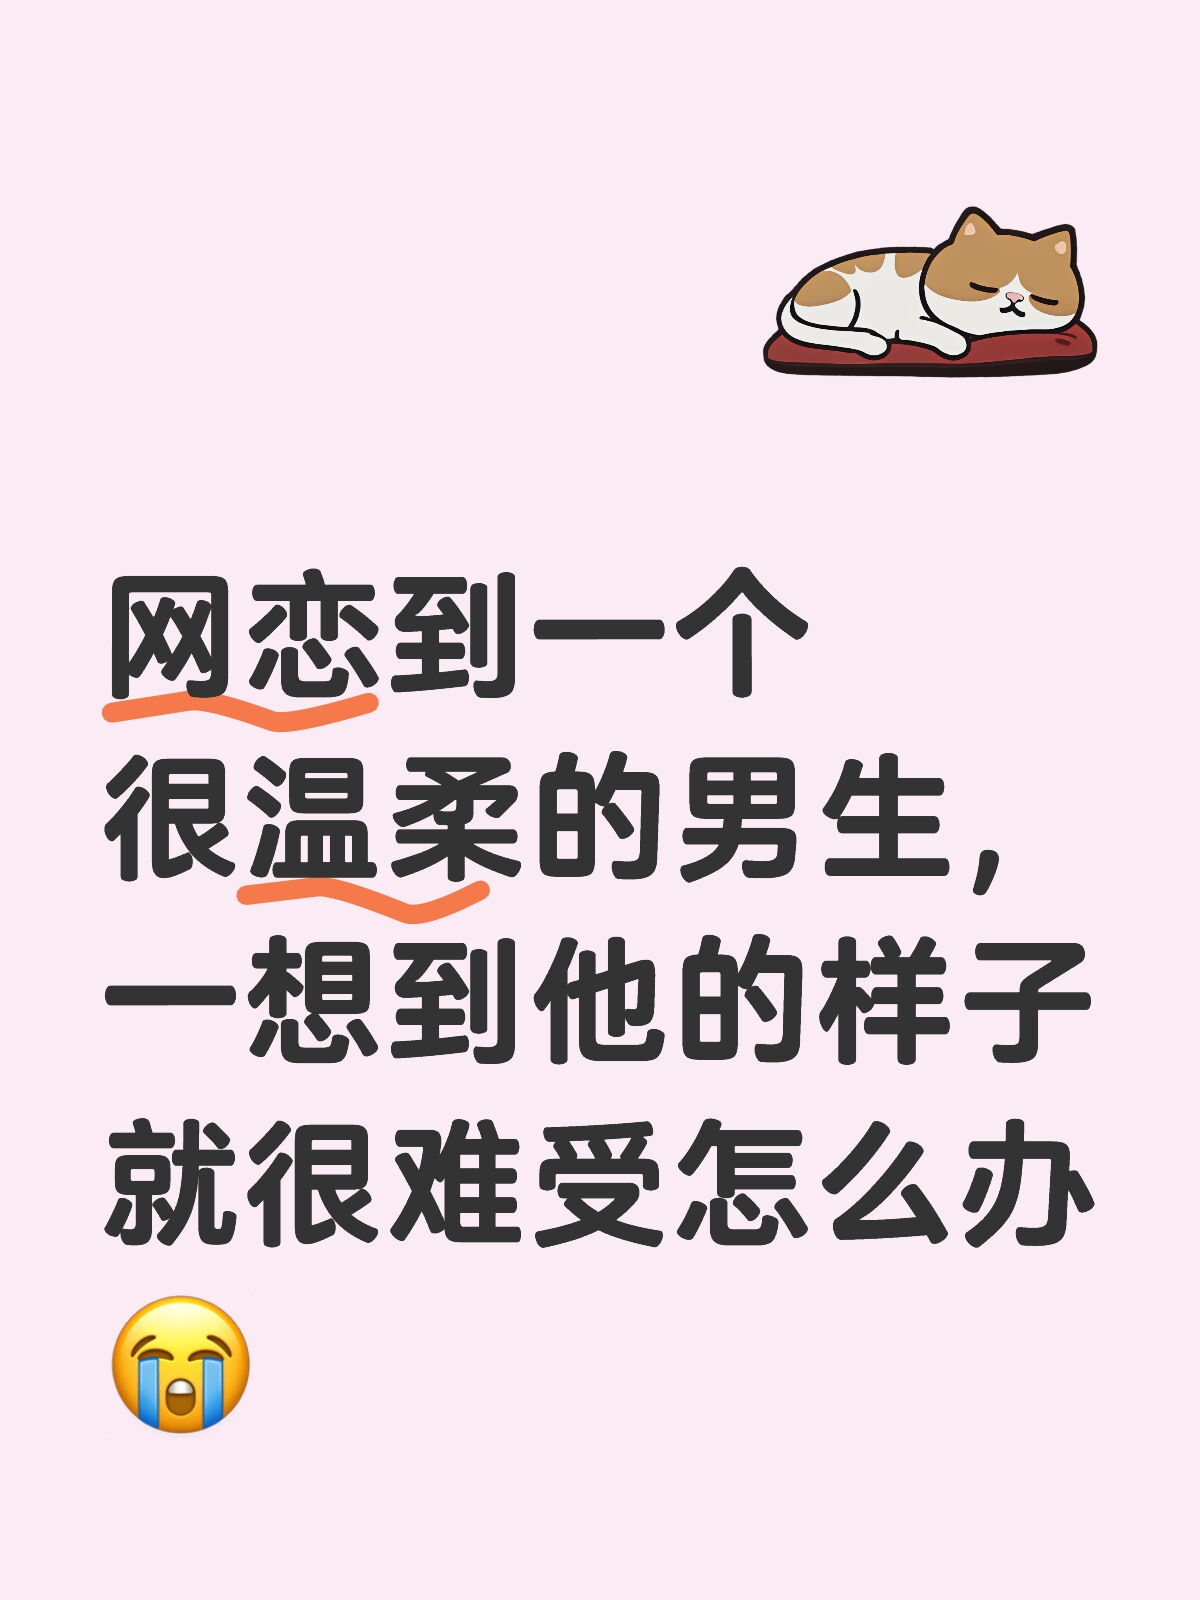 网恋到一个
很温柔的男生，
一想到他的样子
就很难受怎么办
😭